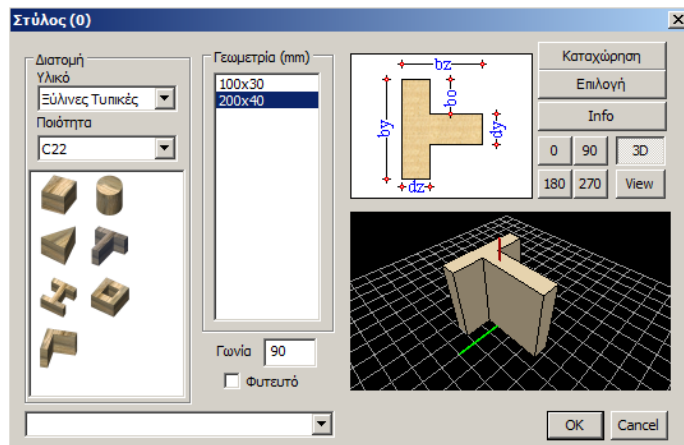 Στύλος (0)
Διατομή
Υλικό
Ξύλινες Τυπικές
Ποιότητα
C22
Γεωμετρία (mm)
100x30
200x40
Γωνία 90
Φυτευτό
bz
by
bo
dy
dz
Καταχώρηση
Επιλογή
Info
0 90 3D
180 270 View
OK Cancel